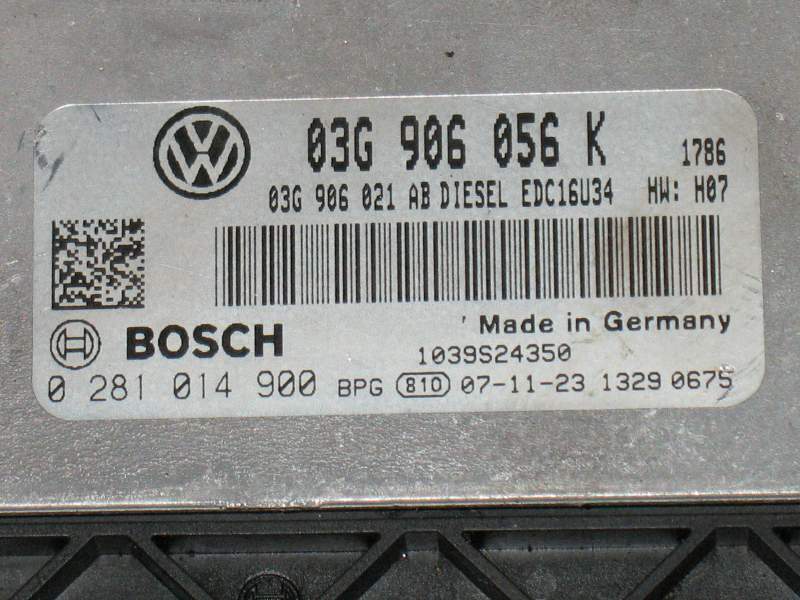 03G 906 056 K 1786
03G 906 021 AB DIESEL EDC16U34 HW: H07
BOSCH ' Made in Germany
1039S24350
0 281 014 900 BPG 810 07-11-23 1329 0675